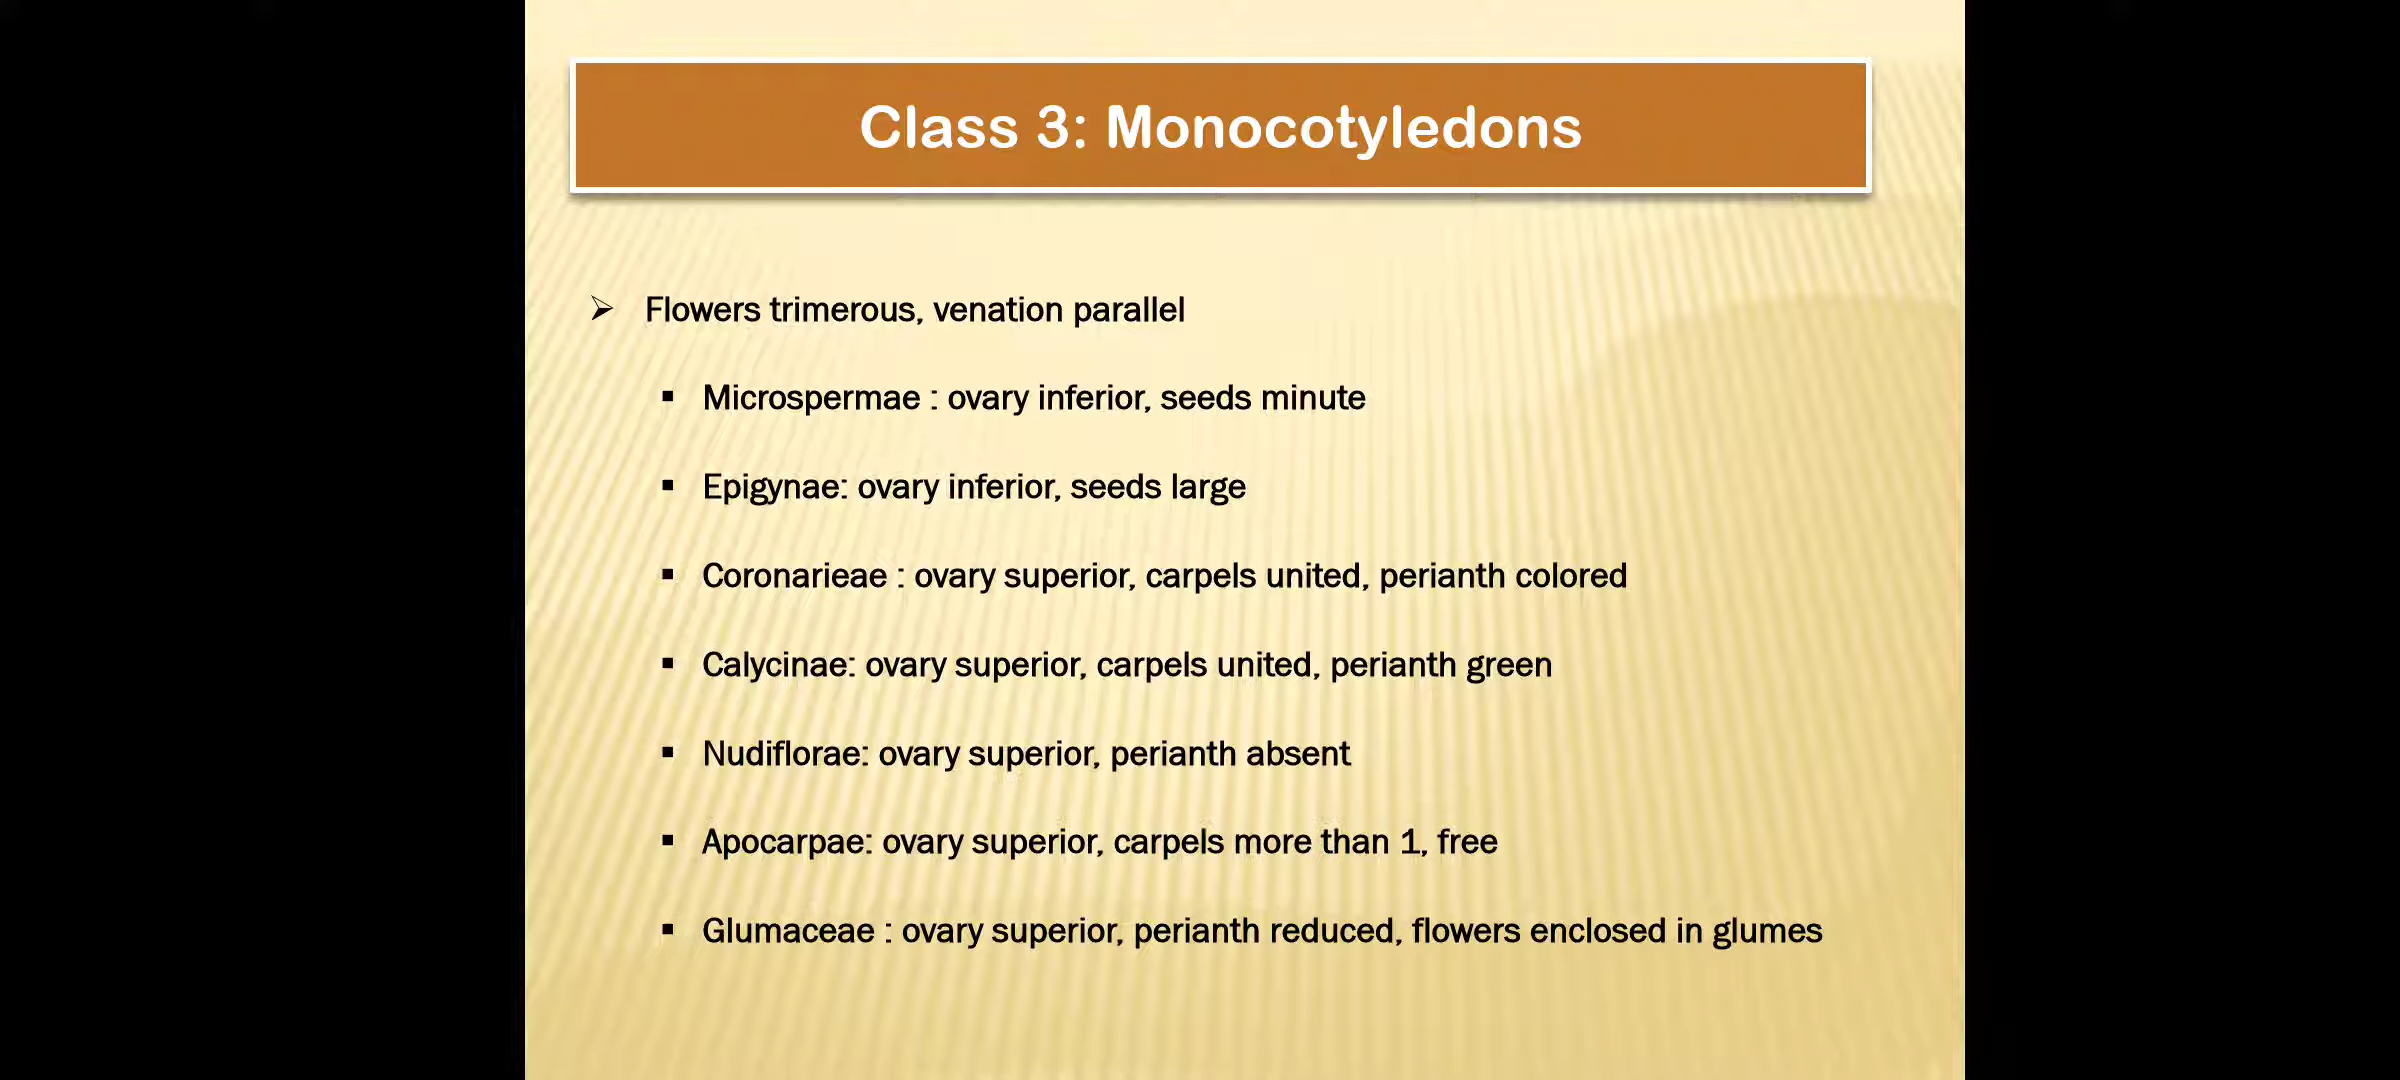 Class 3: Monocotyledons
➢ Flowers trimerous, venation parallel
▪ Microspermae : ovary inferior, seeds minute
▪ Epigynae: ovary inferior, seeds large
▪ Coronarieae : ovary superior, carpels united, perianth colored
▪ Calycinae: ovary superior, carpels united, perianth green
▪ Nudiflorae: ovary superior, perianth absent
▪ Apocarpae: ovary superior, carpels more than 1, free
▪ Glumaceae : ovary superior, perianth reduced, flowers enclosed in glumes